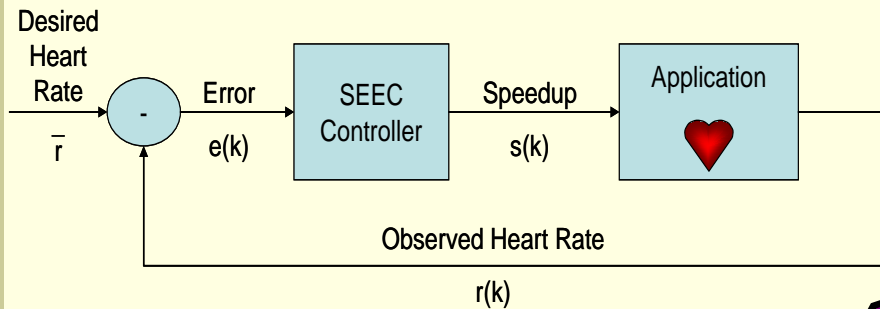 Desired
Heart
Rate
r̅
-
Error
e(k)
SEEC
Controller
Speedup
s(k)
Application
Observed Heart Rate
r(k)